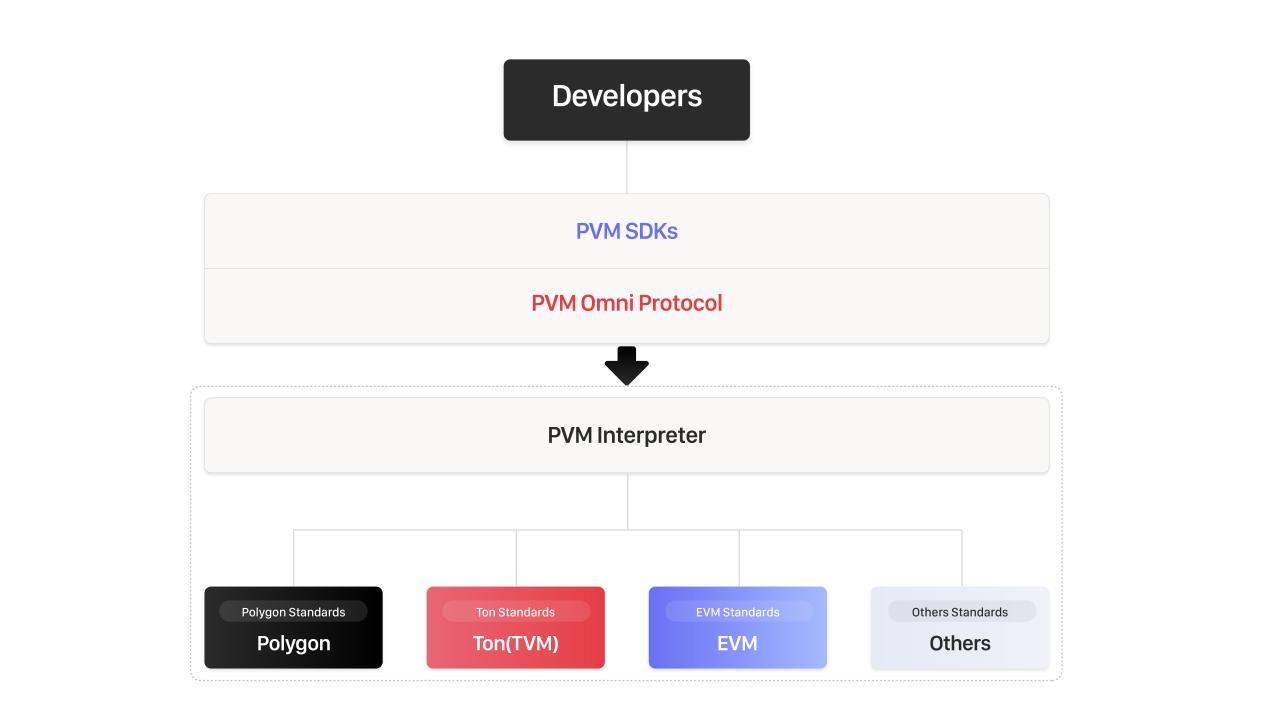 Developers
PVM SDKs
PVM Omni Protocol
PVM Interpreter
Polygon Standards
Polygon
Ton Standards
Ton(TVM)
EVM Standards
EVM
Others Standards
Others